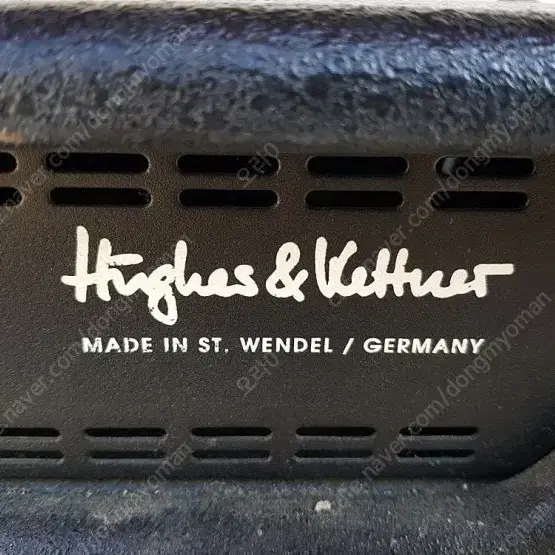 Hughes & Kettner
MADE IN ST. WENDEL / GERMANY